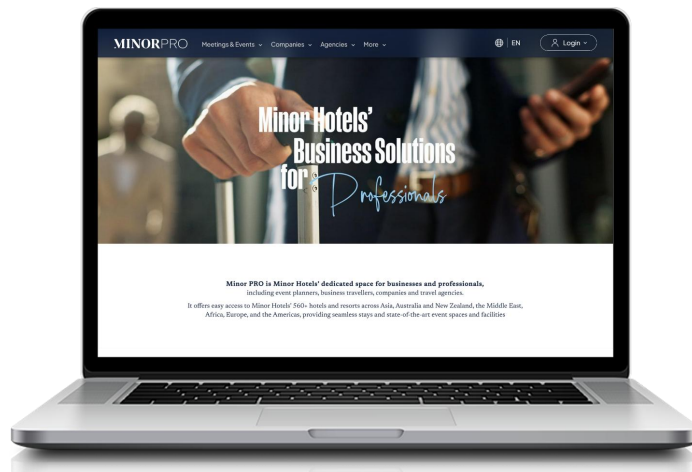 MINORPRO Meetings & Events Companies Agencies More EN Login
Minor Hotels'
Business Solutions
for Professionals
Minor PRO is Minor Hotels' dedicated space for businesses and professionals,
including event planners, business travellers, companies and travel agencies.
It offers easy access to Minor Hotels' 560+ hotels and resorts across Asia, Australia and New Zealand, the Middle East,
Africa, Europe, and the Americas, providing seamless stays and state-of-the-art event spaces and facilities